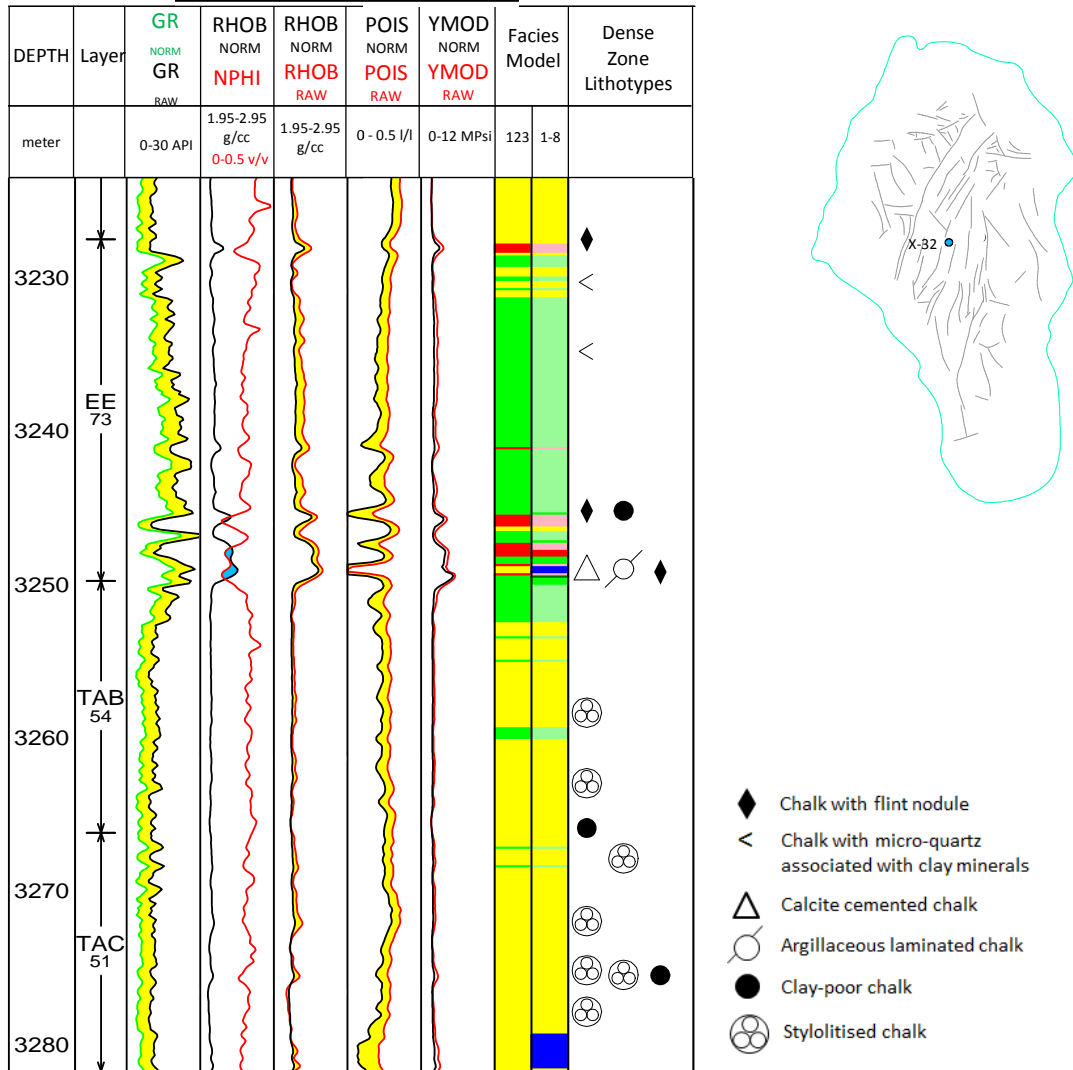 DEPTH
Layer
GR
NORM
GR
RAW
RHOB
NORM
NPHI
RHOB
NORM
RHOB
RAW
POIS
NORM
POIS
RAW
YMOD
NORM
YMOD
RAW
Facies
Model
Dense
Zone
Lithotypes
meter
0-30 API
1.95-2.95
g/cc
0-0.5 v/v
1.95-2.95
g/cc
0 - 0.5 l/l
0-12 MPsi
123
1-8
3230
3240
3250
3260
3270
3280
EE
73
TAB
54
TAC
51
X-32
Chalk with flint nodule
Chalk with micro-quartz
associated with clay minerals
Calcite cemented chalk
Argillaceous laminated chalk
Clay-poor chalk
Stylolitised chalk